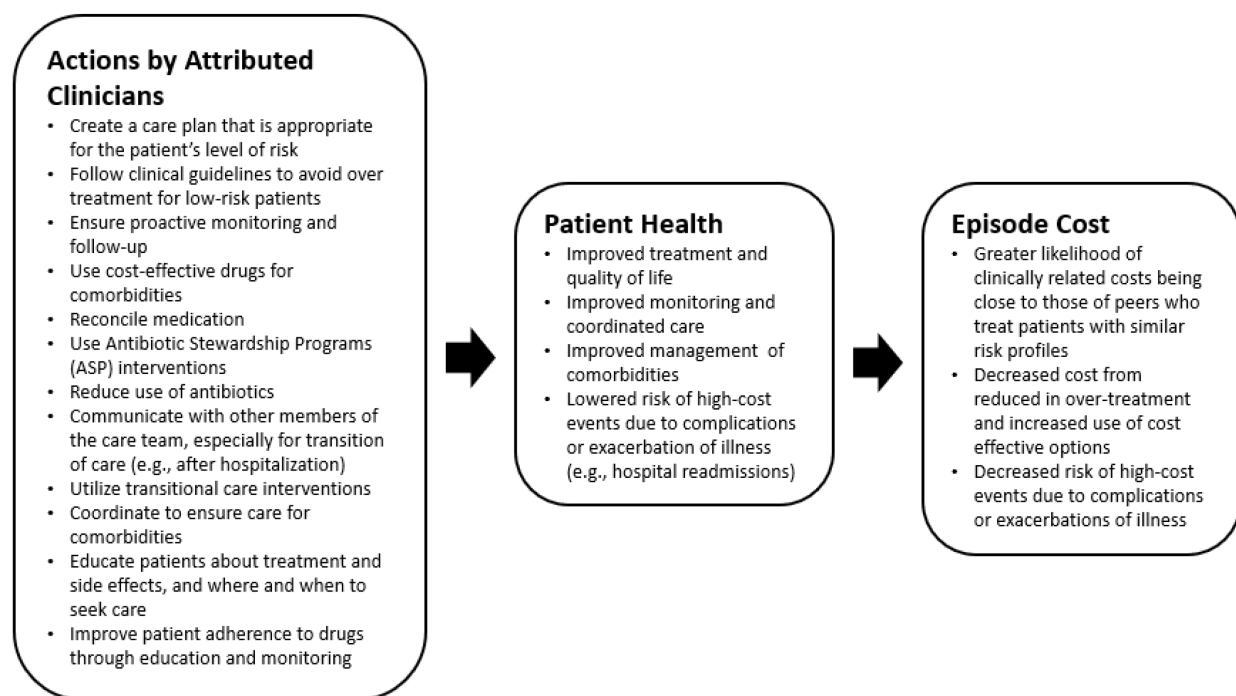 Actions by Attributed
Clinicians
• Create a care plan that is appropriate
for the patient's level of risk
• Follow clinical guidelines to avoid over
treatment for low-risk patients
• Ensure proactive monitoring and
follow-up
• Use cost-effective drugs for
comorbidities
• Reconcile medication
• Use Antibiotic Stewardship Programs
(ASP) interventions
• Reduce use of antibiotics
• Communicate with other members of
the care team, especially for transition
of care (e.g., after hospitalization)
• Utilize transitional care interventions
• Coordinate to ensure care for
comorbidities
• Educate patients about treatment and
side effects, and where and when to
seek care
• Improve patient adherence to drugs
through education and monitoring
Patient Health
• Improved treatment and
quality of life
• Improved monitoring and
coordinated care
• Improved management of
comorbidities
• Lowered risk of high-cost
events due to complications
or exacerbation of illness
(e.g., hospital readmissions)
Episode Cost
• Greater likelihood of
clinically related costs being
close to those of peers who
treat patients with similar
risk profiles
• Decreased cost from
reduced in over-treatment
and increased use of cost
effective options
• Decreased risk of high-cost
events due to complications
or exacerbations of illness